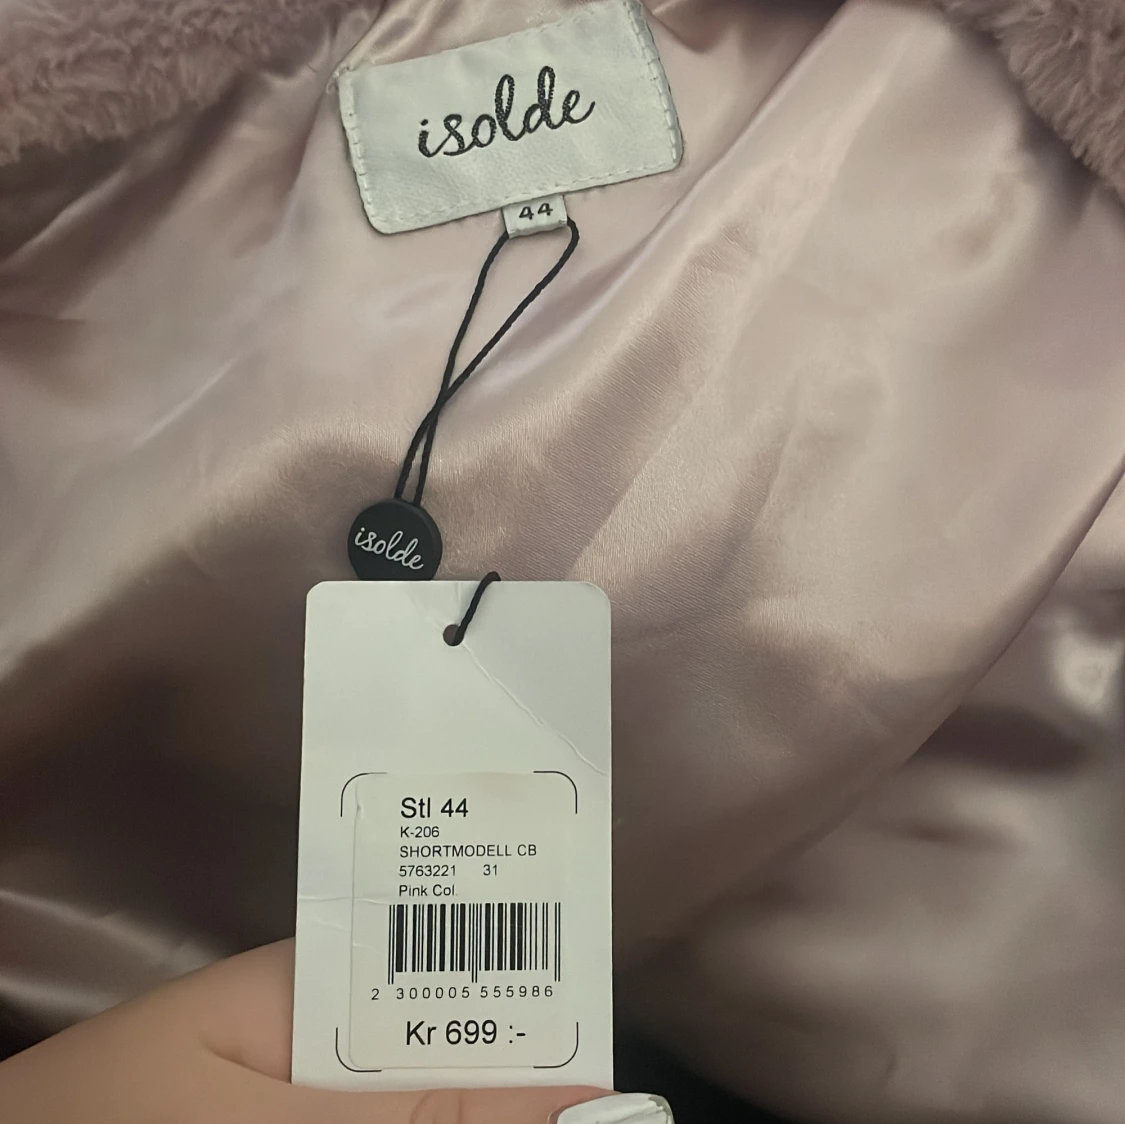 isolde
44
isolde
Stl 44
K-206
SHORTMODELL CB
5763221 31
Pink Col.
2 300005 555986
Kr 699 :-